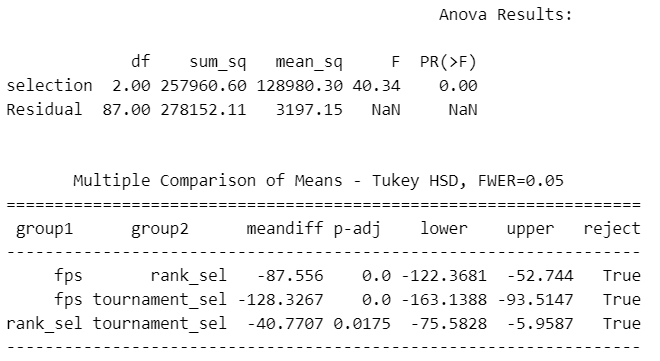 Anova Results:
df sum_sq mean_sq F PR(>F)
selection 2.00 257960.60 128980.30 40.34 0.00
Residual 87.00 278152.11 3197.15 NaN NaN
Multiple Comparison of Means - Tukey HSD, FWER=0.05
===================================================================
group1 group2 meandiff p-adj lower upper reject
-------------------------------------------------------------------
fps rank_sel -87.556 0.0 -122.3681 -52.744 True
fps tournament_sel -128.3267 0.0 -163.1388 -93.5147 True
rank_sel tournament_sel -40.7707 0.0175 -75.5828 -5.9587 True
-------------------------------------------------------------------